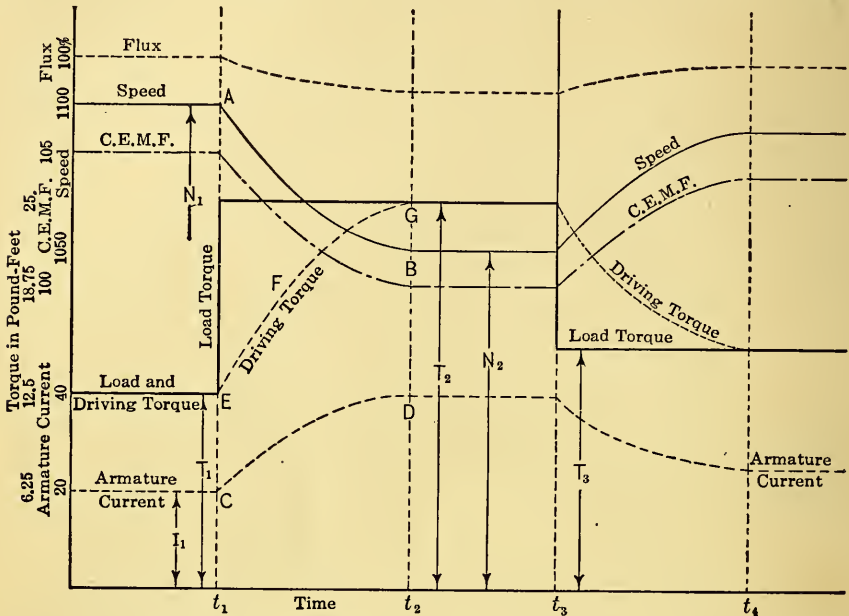 Torque in Pound-Feet
6.25 12.5 18.75 25.
Armature Current
20 40
C.E.M.F.
100 105
Speed
1050 1100
Flux
100%
Flux
Speed
A
C.E.M.F.
N1
Load Torque
Load and
Driving Torque
E
T1
Armature
Current
C
I1
F
Driving Torque
G
B
D
T2
N2
Speed
C.E.M.F.
Driving Torque
Load Torque
T3
Armature
Current
t1
Time
t2
t3
t4